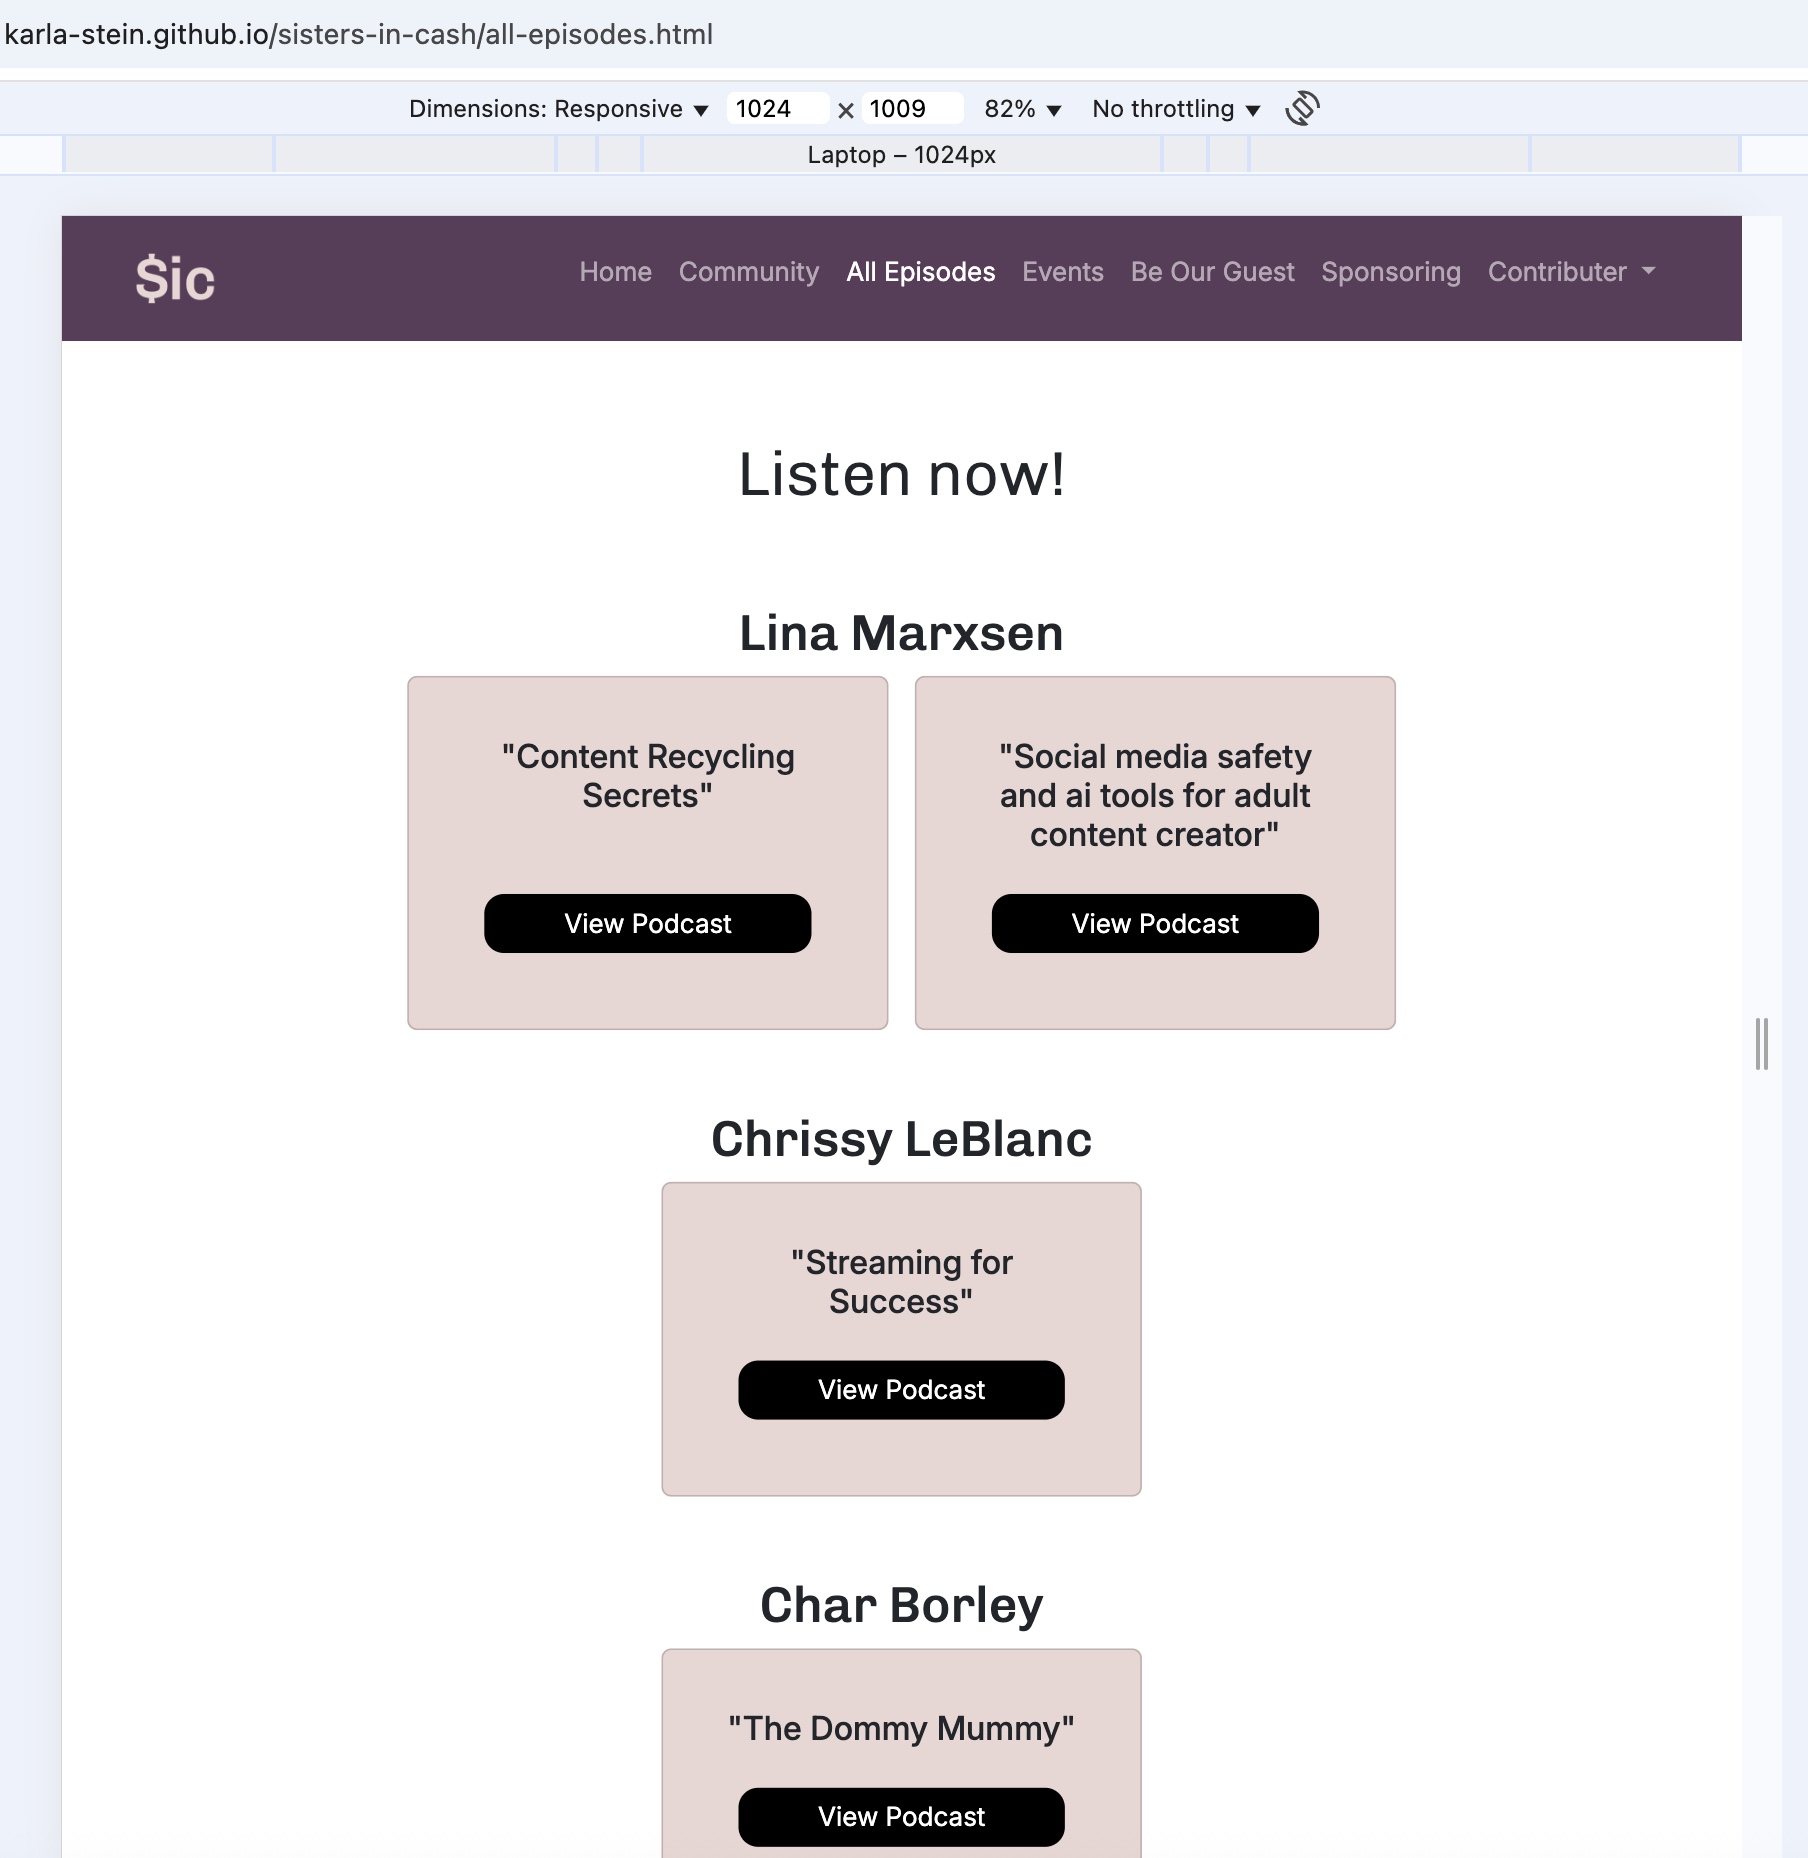 karla-stein.github.io/sisters-in-cash/all-episodes.html
Dimensions: Responsive 1024 × 1009 82% No throttling
Laptop – 1024px
$ic Home Community All Episodes Events Be Our Guest Sponsoring Contributer
Listen now!
Lina Marxsen
"Content Recycling
Secrets"
View Podcast
"Social media safety
and ai tools for adult
content creator"
View Podcast
Chrissy LeBlanc
"Streaming for
Success"
View Podcast
Char Borley
"The Dommy Mummy"
View Podcast